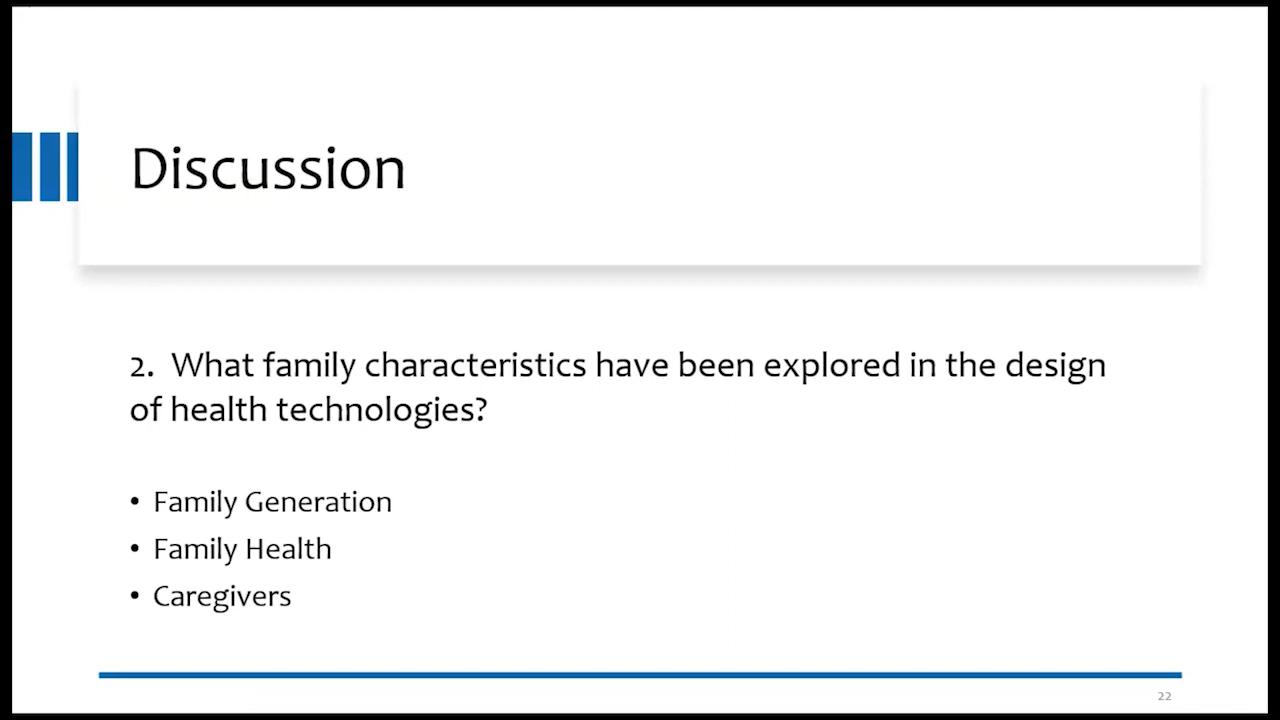 Discussion
2. What family characteristics have been explored in the design
of health technologies?
• Family Generation
• Family Health
• Caregivers
22